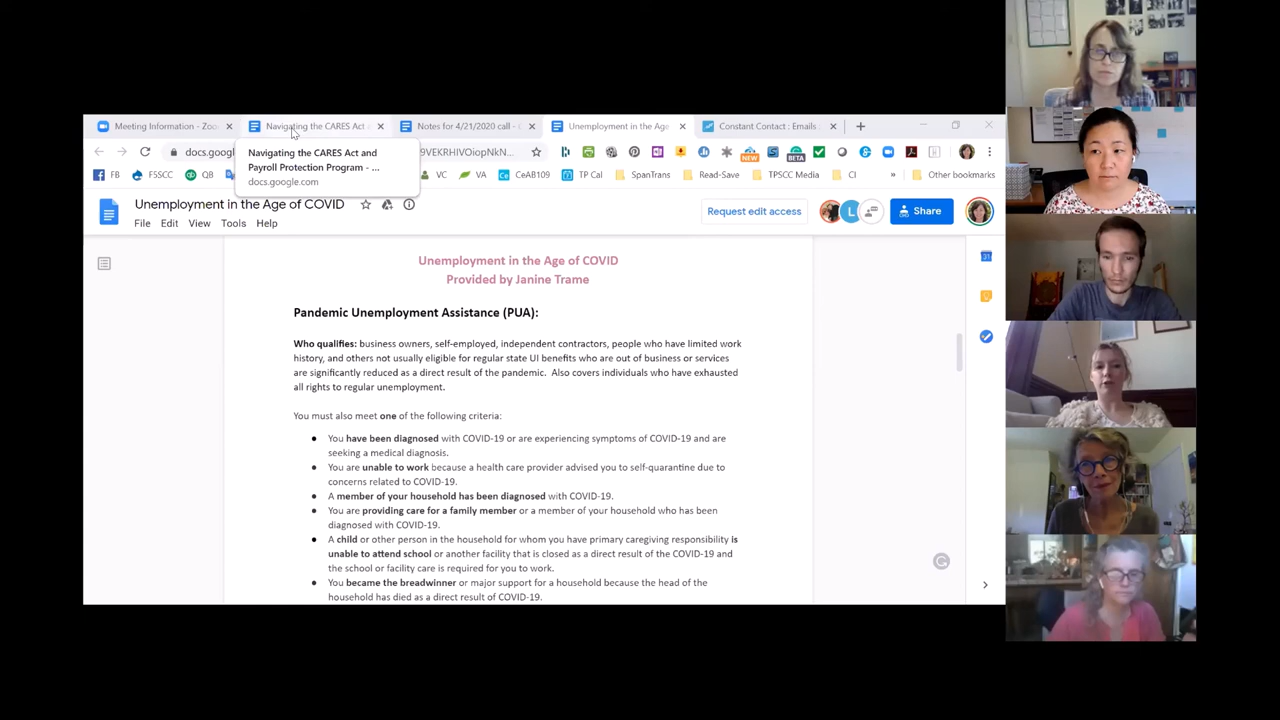 Meeting Information - Zoo
Navigating the CARES Act
Notes for 4/21/2020 call -
Unemployment in the Age
Constant Contact : Emails
docs.googl
9VEKRHIVOiopNkN...
NEW
BETA
Navigating the CARES Act and
Payroll Protection Program - ...
docs.google.com
FB
FSSCC
QB
VC
VA
CeAB109
TP Cal
SpanTrans
Read-Save
TPSCC Media
CI
»
Other bookmarks
Unemployment in the Age of COVID
File Edit View Tools Help
Request edit access
L
Share
Unemployment in the Age of COVID
Provided by Janine Trame
Pandemic Unemployment Assistance (PUA):
Who qualifies: business owners, self-employed, independent contractors, people who have limited work
history, and others not usually eligible for regular state UI benefits who are out of business or services
are significantly reduced as a direct result of the pandemic. Also covers individuals who have exhausted
all rights to regular unemployment.
You must also meet one of the following criteria:
● You have been diagnosed with COVID-19 or are experiencing symptoms of COVID-19 and are
seeking a medical diagnosis.
● You are unable to work because a health care provider advised you to self-quarantine due to
concerns related to COVID-19.
● A member of your household has been diagnosed with COVID-19.
● You are providing care for a family member or a member of your household who has been
diagnosed with COVID-19.
● A child or other person in the household for whom you have primary caregiving responsibility is
unable to attend school or another facility that is closed as a direct result of the COVID-19 and
the school or facility care is required for you to work.
● You became the breadwinner or major support for a household because the head of the
household has died as a direct result of COVID-19.